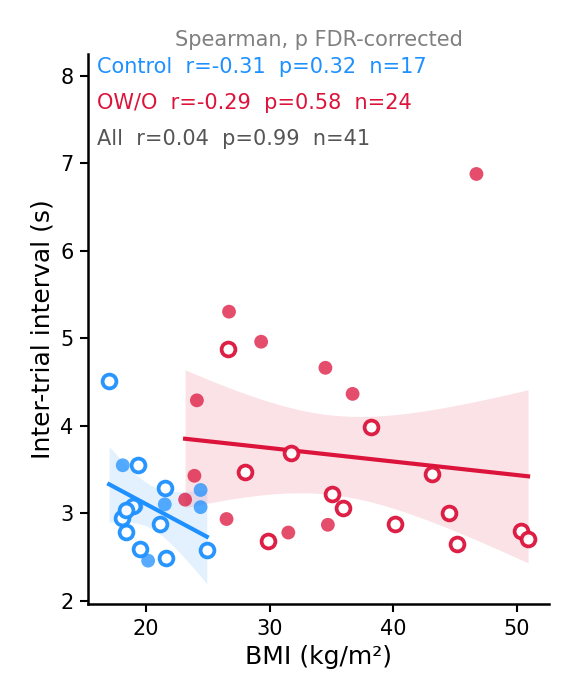 Spearman, p FDR-corrected
Control  r=-0.31  p=0.32  n=17
OW/O  r=-0.29  p=0.58  n=24
All  r=0.04  p=0.99  n=41
8
7
6
5
4
3
2
Inter-trial interval (s)
20 30 40 50
BMI (kg/m²)